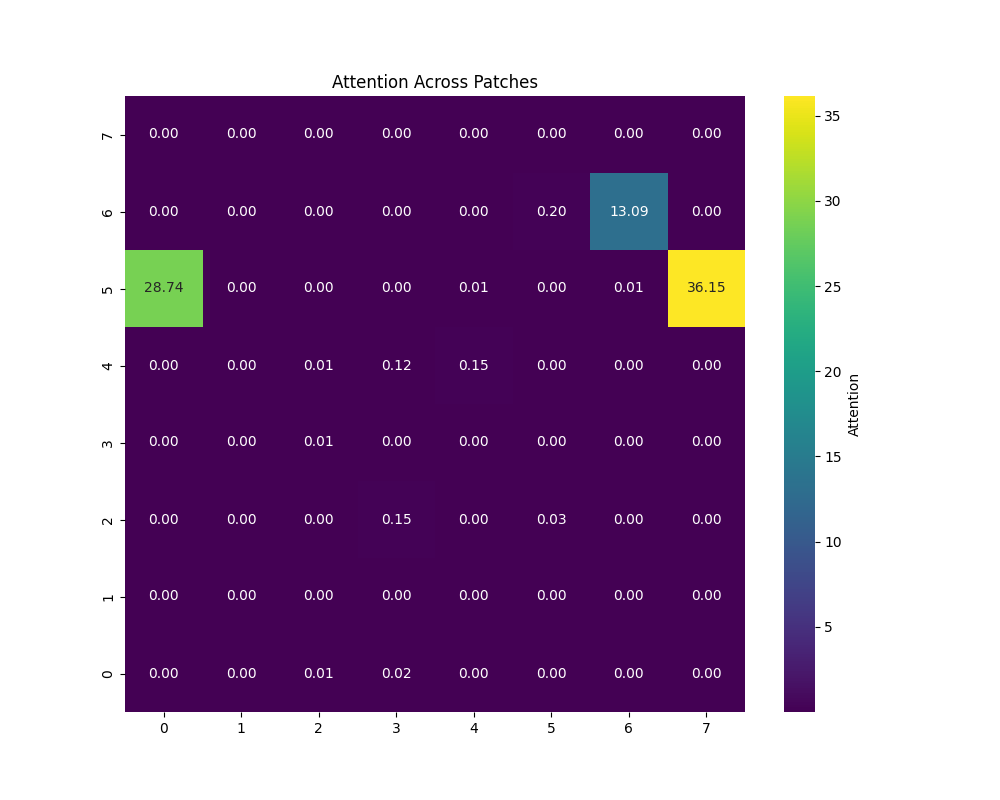 Attention Across Patches
7 0.00 0.00 0.00 0.00 0.00 0.00 0.00 0.00
6 0.00 0.00 0.00 0.00 0.00 0.20 13.09 0.00
5 28.74 0.00 0.00 0.00 0.01 0.00 0.01 36.15
4 0.00 0.00 0.01 0.12 0.15 0.00 0.00 0.00
3 0.00 0.00 0.01 0.00 0.00 0.00 0.00 0.00
2 0.00 0.00 0.00 0.15 0.00 0.03 0.00 0.00
1 0.00 0.00 0.00 0.00 0.00 0.00 0.00 0.00
0 0.00 0.00 0.01 0.02 0.00 0.00 0.00 0.00
0 1 2 3 4 5 6 7
35
30
25
20
15
10
5
Attention